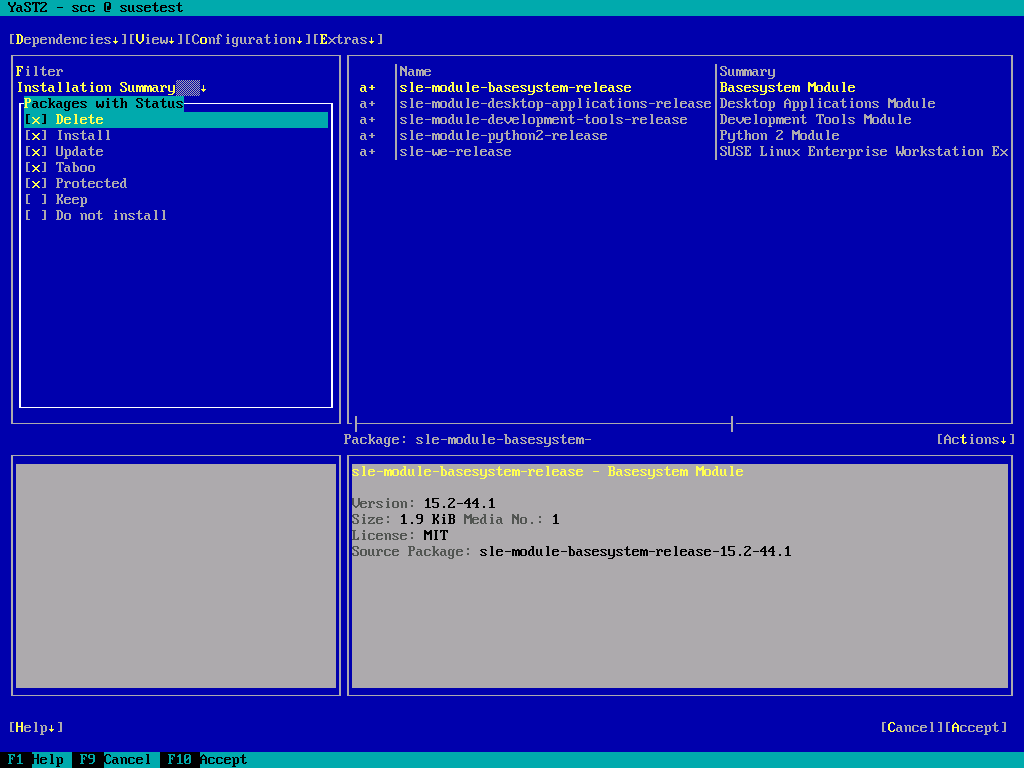 YaST2 - scc @ susetest
[Dependencies↓][View↓][Configuration↓][Extras↓]
Filter
Installation Summary ↓
Packages with Status
[x] Delete
[x] Install
[x] Update
[x] Taboo
[x] Protected
[ ] Keep
[ ] Do not install
Name Summary
a+ sle-module-basesystem-release Basesystem Module
a+ sle-module-desktop-applications-release Desktop Applications Module
a+ sle-module-development-tools-release Development Tools Module
a+ sle-module-python2-release Python 2 Module
a+ sle-we-release SUSE Linux Enterprise Workstation Ex
Package: sle-module-basesystem- [Actions↓]
sle-module-basesystem-release - Basesystem Module
Version: 15.2-44.1
Size: 1.9 KiB Media No.: 1
License: MIT
Source Package: sle-module-basesystem-release-15.2-44.1
[Help↓] [Cancel][Accept]
F1 Help F9 Cancel F10 Accept